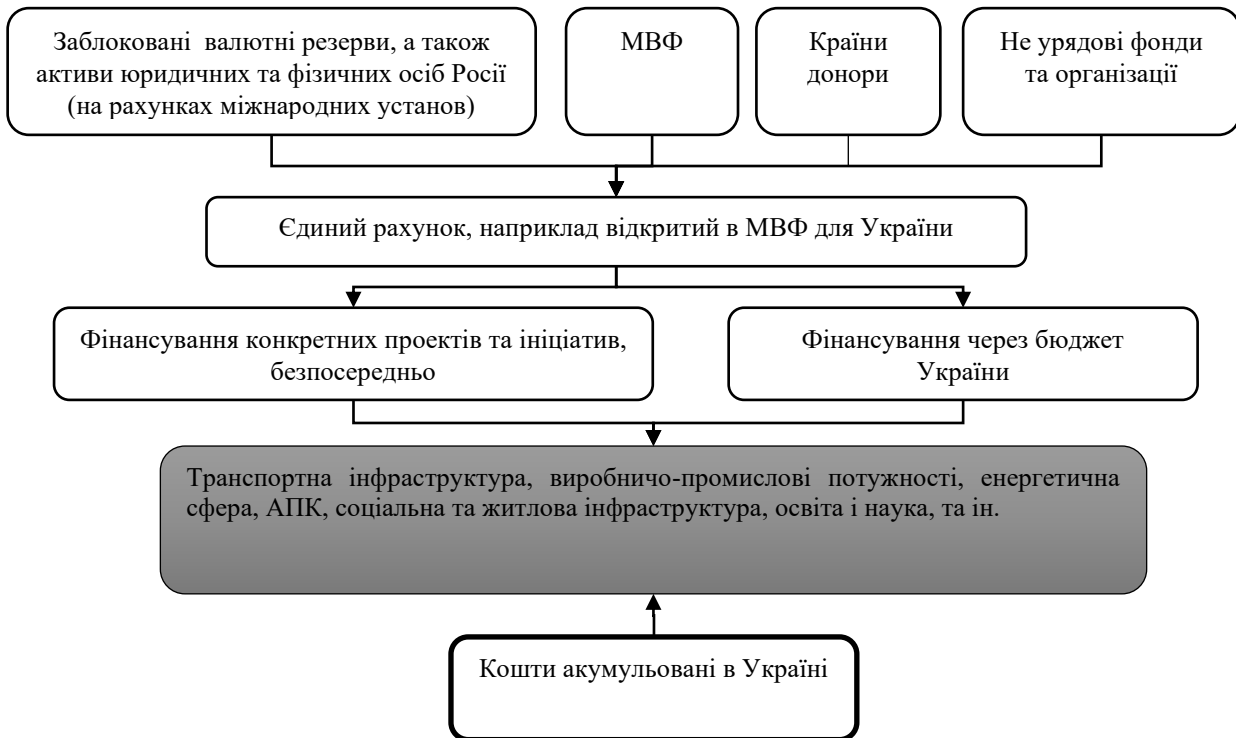 Заблоковані валютні резерви, а також
активи юридичних та фізичних осіб Росії
(на рахунках міжнародних установ)
МВФ
Країни
донори
Не урядові фонди
та організації
Єдиний рахунок, наприклад відкритий в МВФ для України
Фінансування конкретних проектів та ініціатив,
безпосередньо
Фінансування через бюджет
України
Транспортна інфраструктура, виробничо-промислові потужності, енергетична
сфера, АПК, соціальна та житлова інфраструктура, освіта і наука, та ін.
Кошти акумульовані в Україні